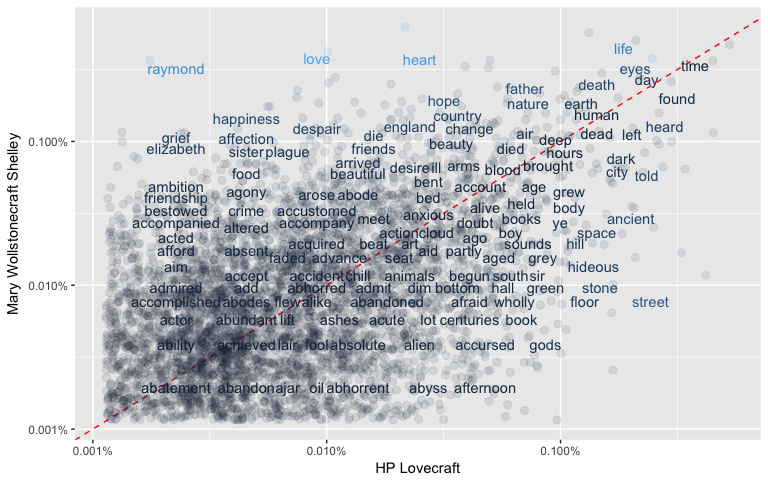 life
love
heart
raymond
eyes
time
day
father
death
found
hope
nature
earth
happiness
country
human
despair
england
change
heard
0.100%
grief
affection
die
air
dead
left
elizabeth
sister
plague
friends
beauty
died
deep
hours
arrived
dark
food
beautiful
desire
ill
arms
blood
brought
city
told
ambition
agony
bent
account
age
friendship
arose
abode
bed
held
grew
bestowed
crime
accustomed
anxious
alive
body
accompanied
altered
accompany
meet
doubt
books
ye
ancient
acted
action
cloud
ago
boy
space
afford
absent
acquired
beat
art
aid
partly
sounds
hill
aim
faded
advance
seat
aged
grey
hideous
accept
accident
hill
animals
begun
south
sir
0.010%
admired
add
abhorred
admit
dim
bottom
hall
green
stone
accomplished
abodes
flew
alike
abandoned
afraid
wholly
floor
street
actor
abundant
lift
ashes
acute
lot
centuries
book
ability
achieved
lair
fool
absolute
alien
accursed
gods
abatement
abandon
ajar
oil
abhorrent
abyss
afternoon
0.001%
0.001%
0.010%
0.100%
HP Lovecraft
Mary Wollstonecraft Shelley